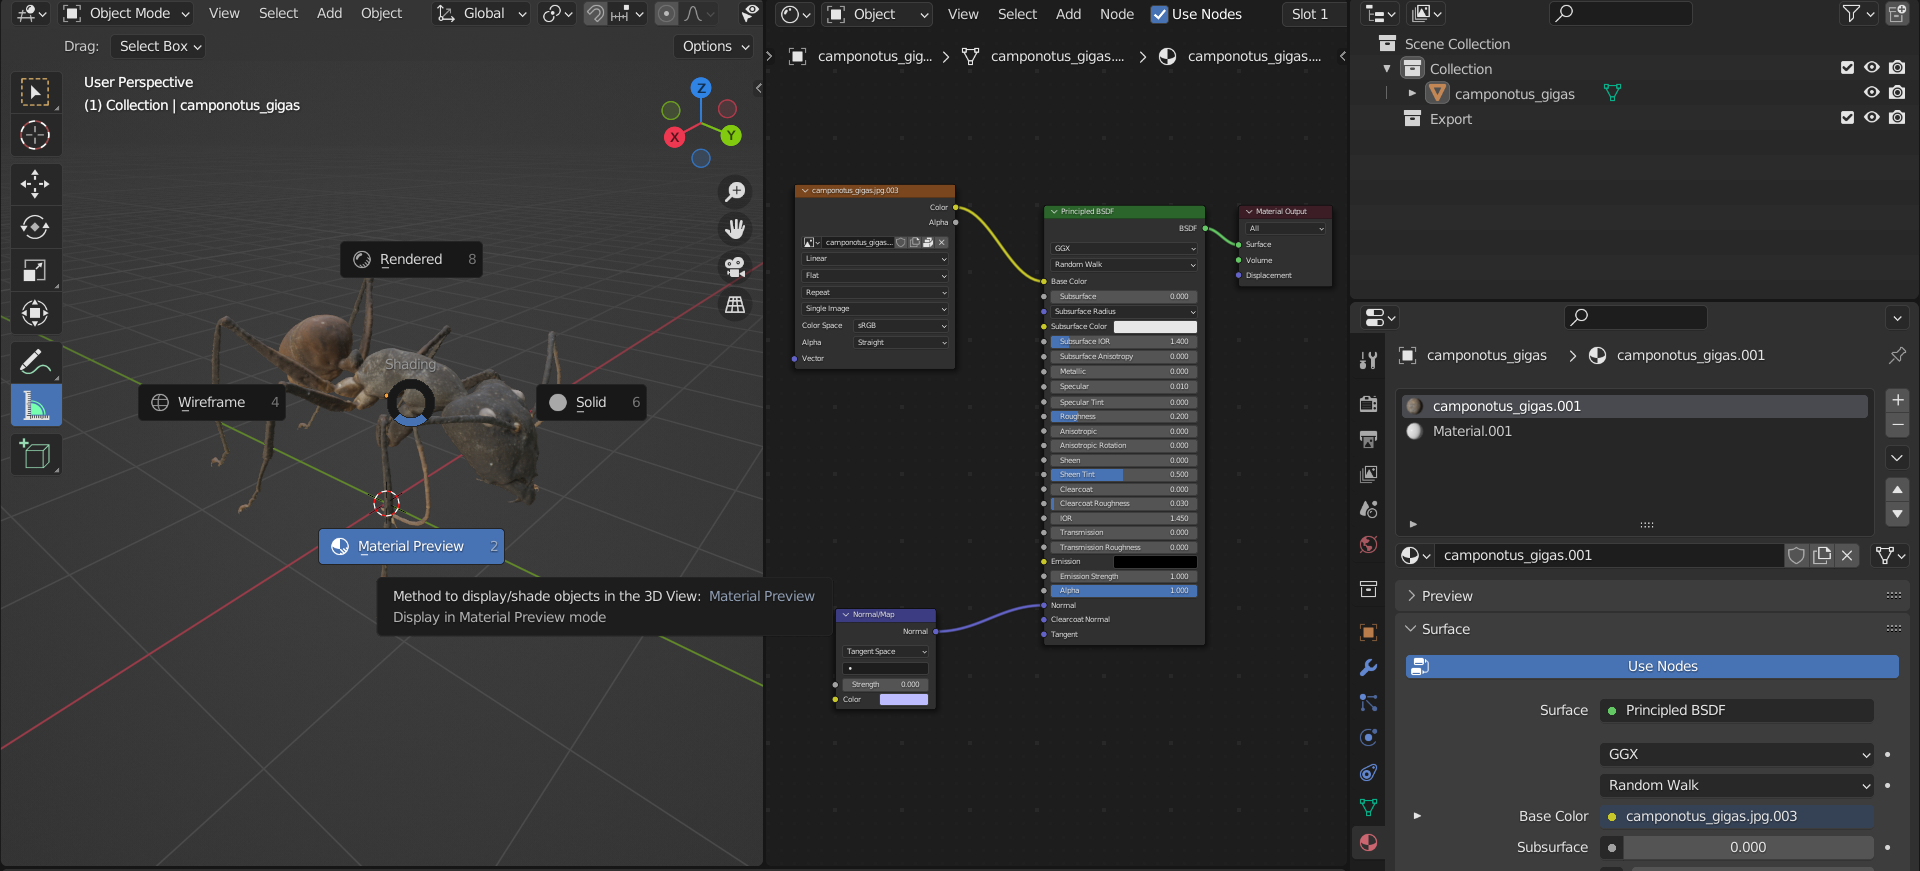 Object Mode
View
Select
Add
Object
Global
Drag:
Select Box
Options
User Perspective
(1) Collection | camponotus_gigas
Z
X
Y
Rendered 8
Shading
Wireframe 4
Solid 6
Material Preview 2
Method to display/shade objects in the 3D View: Material Preview
Display in Material Preview mode
Object
View
Select
Add
Node
Use Nodes
Slot 1
camponotus_gig...
camponotus_gigas....
camponotus_gigas....
camponotus_gigas.jpg.003
Color
Alpha
camponotus_gigas...
Linear
Flat
Repeat
Single Image
Color Space sRGB
Alpha Straight
Vector
Principled BSDF
BSDF
GGX
Random Walk
Base Color
Subsurface 0.000
Subsurface Radius
Subsurface Color
Subsurface IOR 1.400
Subsurface Anisotropy 0.000
Metallic 0.000
Specular 0.010
Specular Tint 0.000
Roughness 0.200
Anisotropic 0.000
Anisotropic Rotation 0.000
Sheen 0.000
Sheen Tint 0.500
Clearcoat 0.000
Clearcoat Roughness 0.030
IOR 1.450
Transmission 0.000
Transmission Roughness 0.000
Emission
Emission Strength 1.000
Alpha 1.000
Normal
Clearcoat Normal
Tangent
Material Output
All
Surface
Volume
Displacement
Normal/Map
Normal
Tangent Space
Strength 0.000
Color
Scene Collection
Collection
camponotus_gigas
Export
camponotus_gigas
camponotus_gigas.001
camponotus_gigas.001
Material.001
camponotus_gigas.001
Preview
Surface
Use Nodes
Surface Principled BSDF
GGX
Random Walk
Base Color camponotus_gigas.jpg.003
Subsurface 0.000